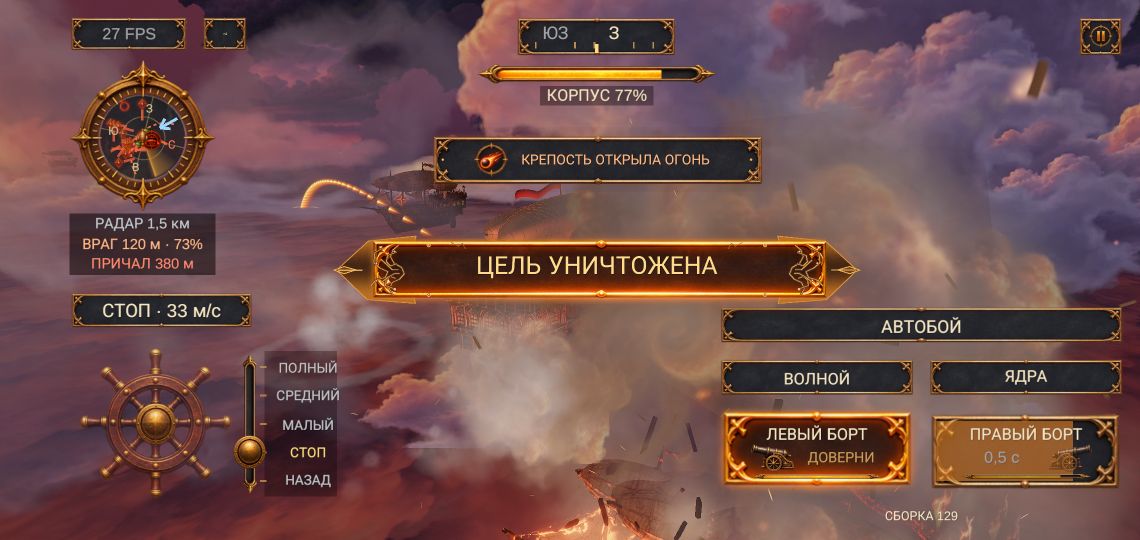 27 FPS
ЮЗ З
КОРПУС 77%
З
Ю
С
В
КРЕПОСТЬ ОТКРЫЛА ОГОНЬ
РАДАР 1,5 км
ВРАГ 120 м · 73%
ПРИЧАЛ 380 м
ЦЕЛЬ УНИЧТОЖЕНА
СТОП · 33 м/с
АВТОБОЙ
ПОЛНЫЙ
СРЕДНИЙ
МАЛЫЙ
СТОП
НАЗАД
ВОЛНОЙ
ЯДРА
ЛЕВЫЙ БОРТ
ДОВЕРНИ
ПРАВЫЙ БОРТ
0,5 с
СБОРКА 129